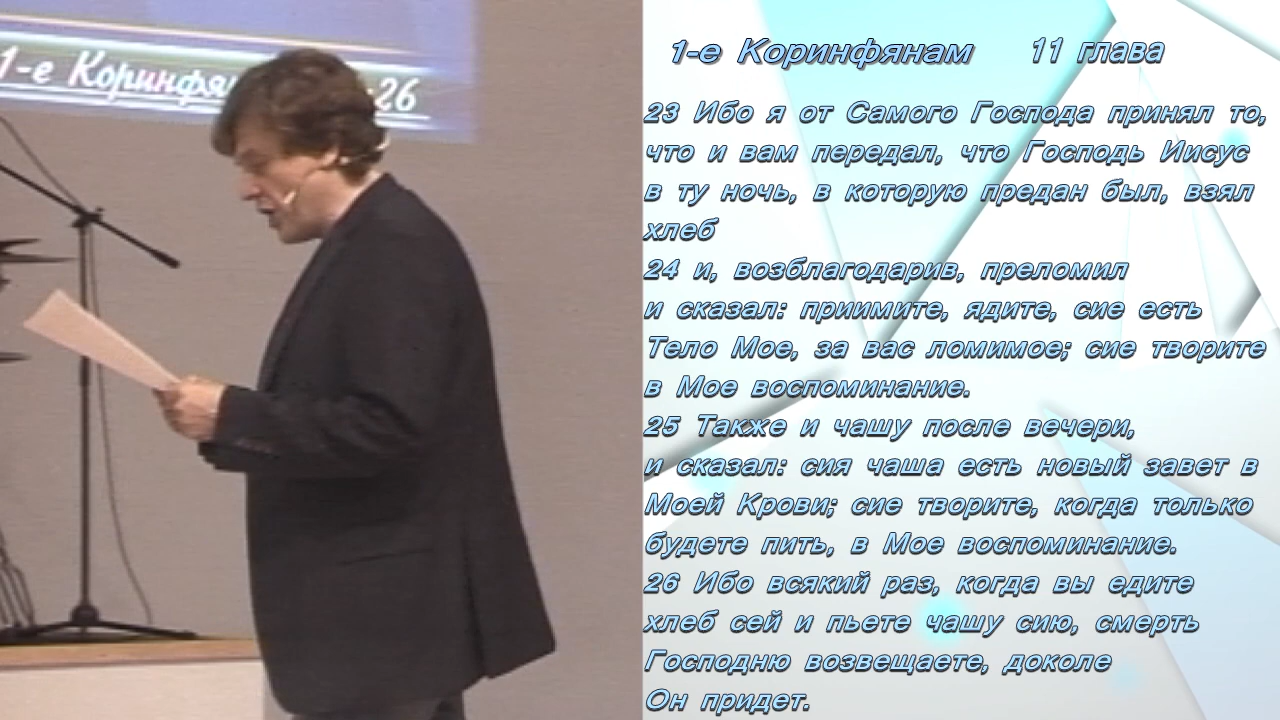 1-е Коринфя
26
1-е Коринфянам 11 глава
23 Ибо я от Самого Господа принял то,
что и вам передал, что Господь Иисус
в ту ночь, в которую предан был, взял
хлеб
24 и, возблагодарив, преломил
и сказал: приимите, ядите, сие есть
Тело Мое, за вас ломимое; сие творите
в Мое воспоминание.
25 Также и чашу после вечери,
и сказал: сия чаша есть новый завет в
Моей Крови; сие творите, когда только
будете пить, в Мое воспоминание.
26 Ибо всякий раз, когда вы едите
хлеб сей и пьете чашу сию, смерть
Господню возвещаете, доколе
Он придет.